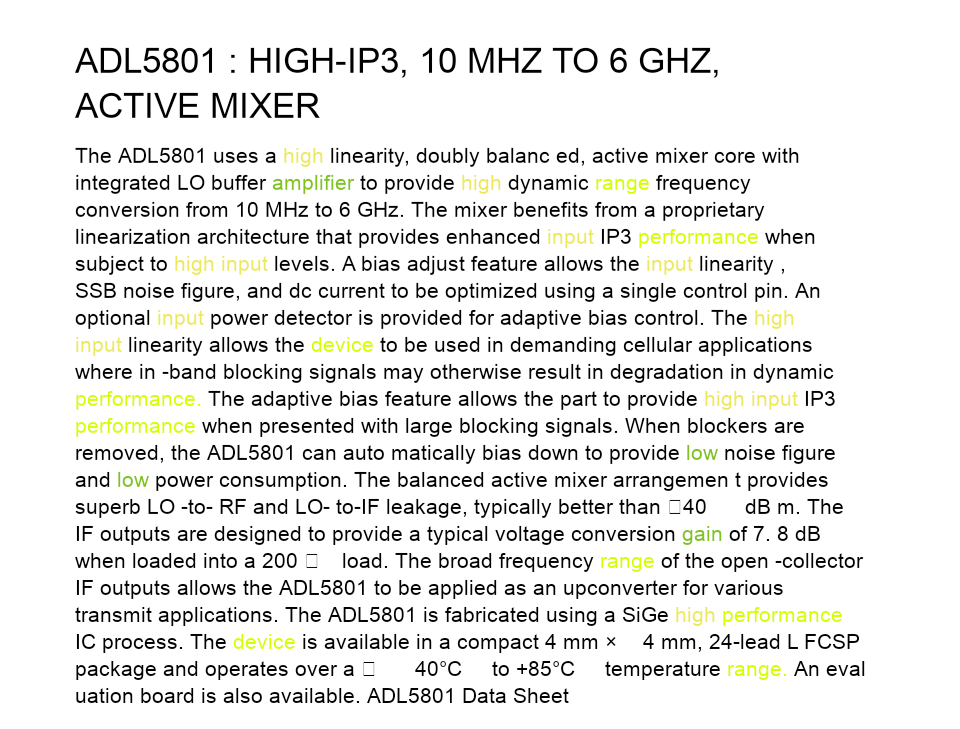 ADL5801 : HIGH-IP3, 10 MHZ TO 6 GHZ,
ACTIVE MIXER
The ADL5801 uses a high linearity, doubly balanc ed, active mixer core with
integrated LO buffer amplifier to provide high dynamic range frequency
conversion from 10 MHz to 6 GHz. The mixer benefits from a proprietary
linearization architecture that provides enhanced input IP3 performance when
subject to high input levels. A bias adjust feature allows the input linearity ,
SSB noise figure, and dc current to be optimized using a single control pin. An
optional input power detector is provided for adaptive bias control. The high
input linearity allows the device to be used in demanding cellular applications
where in -band blocking signals may otherwise result in degradation in dynamic
performance. The adaptive bias feature allows the part to provide high input IP3
performance when presented with large blocking signals. When blockers are
removed, the ADL5801 can auto matically bias down to provide low noise figure
and low power consumption. The balanced active mixer arrangemen t provides
superb LO -to- RF and LO- to-IF leakage, typically better than 40 dB m. The
IF outputs are designed to provide a typical voltage conversion gain of 7. 8 dB
when loaded into a 200  load. The broad frequency range of the open -collector
IF outputs allows the ADL5801 to be applied as an upconverter for various
transmit applications. The ADL5801 is fabricated using a SiGe high performance
IC process. The device is available in a compact 4 mm × 4 mm, 24-lead L FCSP
package and operates over a  40°C to +85°C temperature range. An eval
uation board is also available. ADL5801 Data Sheet